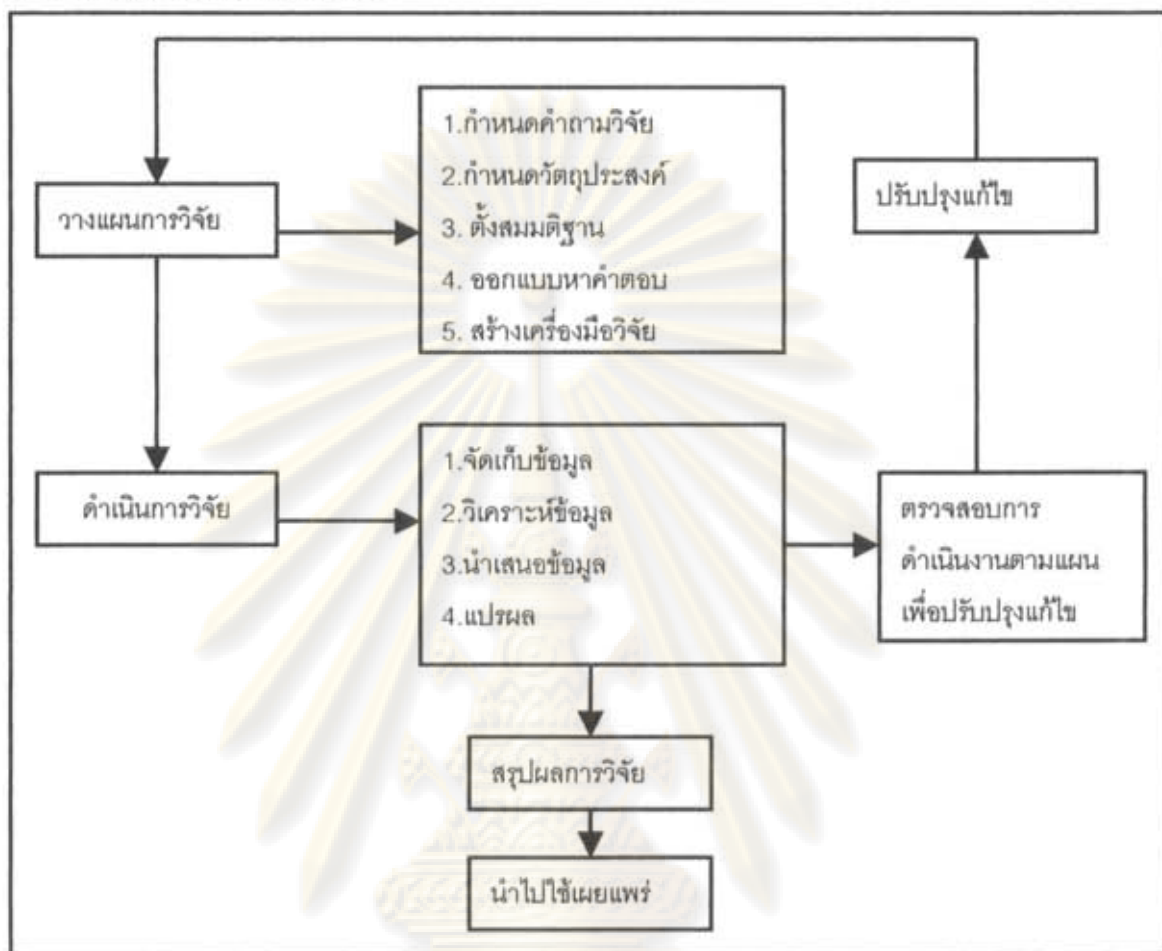 วางแผนการวิจัย
1.กำหนดคำถามวิจัย
2.กำหนดวัตถุประสงค์
3. ตั้งสมมติฐาน
4. ออกแบบหาคำตอบ
5. สร้างเครื่องมือวิจัย
ปรับปรุงแก้ไข
ดำเนินการวิจัย
1.จัดเก็บข้อมูล
2.วิเคราะห์ข้อมูล
3.นำเสนอข้อมูล
4.แปรผล
ตรวจสอบการ
ดำเนินงานตามแผน
เพื่อปรับปรุงแก้ไข
สรุปผลการวิจัย
นำไปใช้เผยแพร่